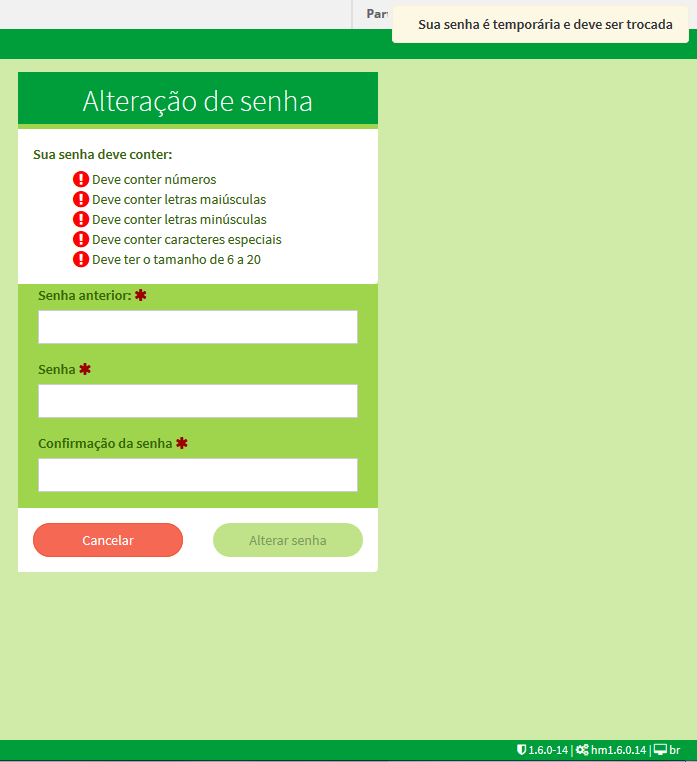 Sua senha é temporária e deve ser trocada
Alteração de senha
Sua senha deve conter:
Deve conter números
Deve conter letras maiúsculas
Deve conter letras minúsculas
Deve conter caracteres especiais
Deve ter o tamanho de 6 a 20
Senha anterior: ✱
Senha ✱
Confirmação da senha ✱
Cancelar
Alterar senha
1.6.0-14 | hm1.6.0.14 | br